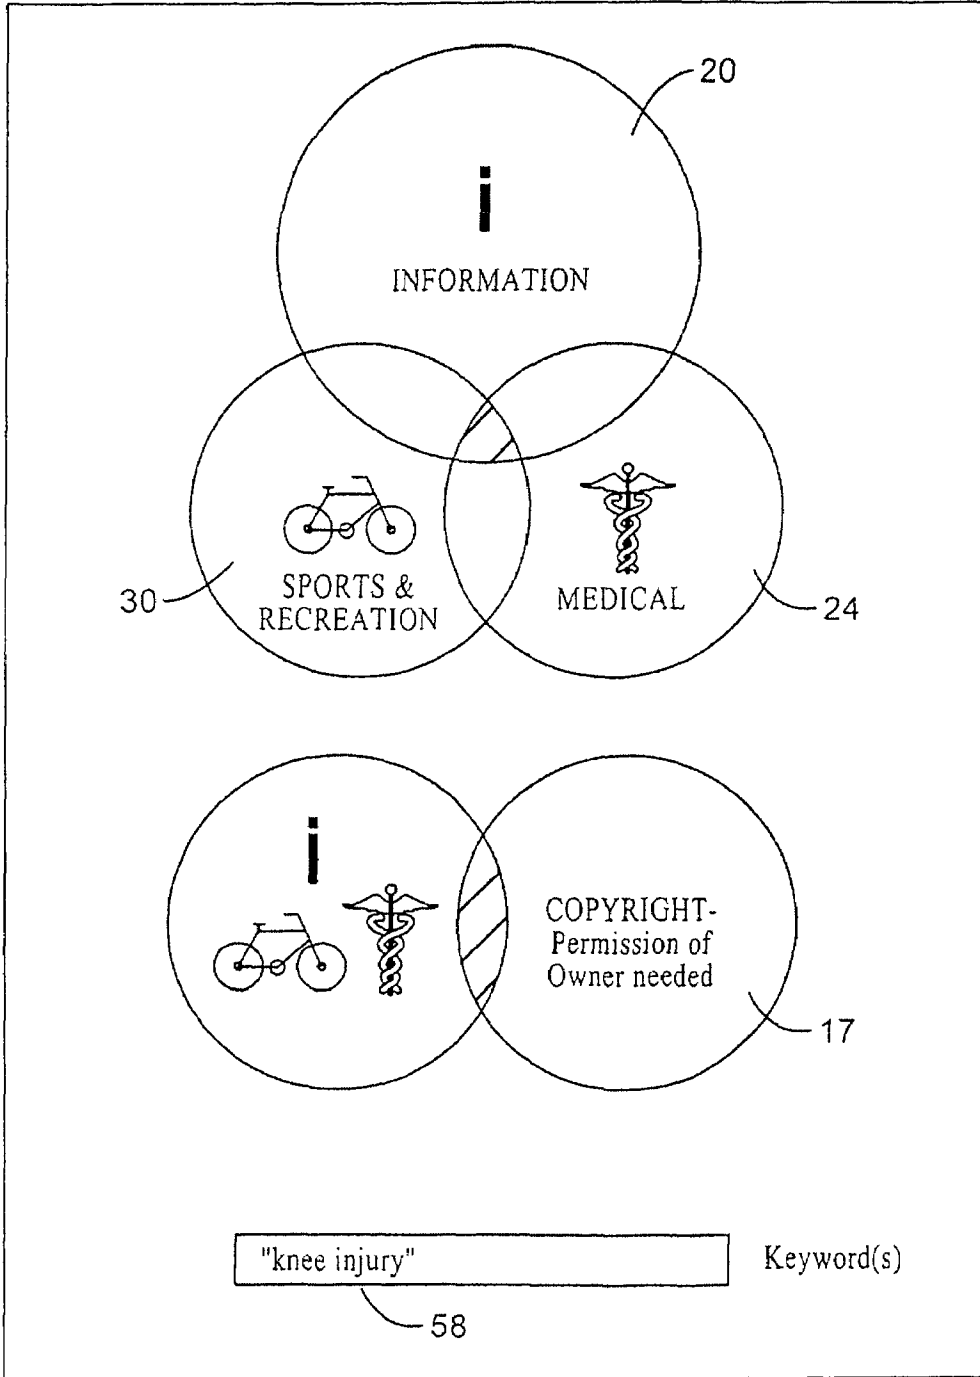 20
i
INFORMATION
SPORTS &
RECREATION
MEDICAL
30
24
i
COPYRIGHT-
Permission of
Owner needed
17
"knee injury"
Keyword(s)
58